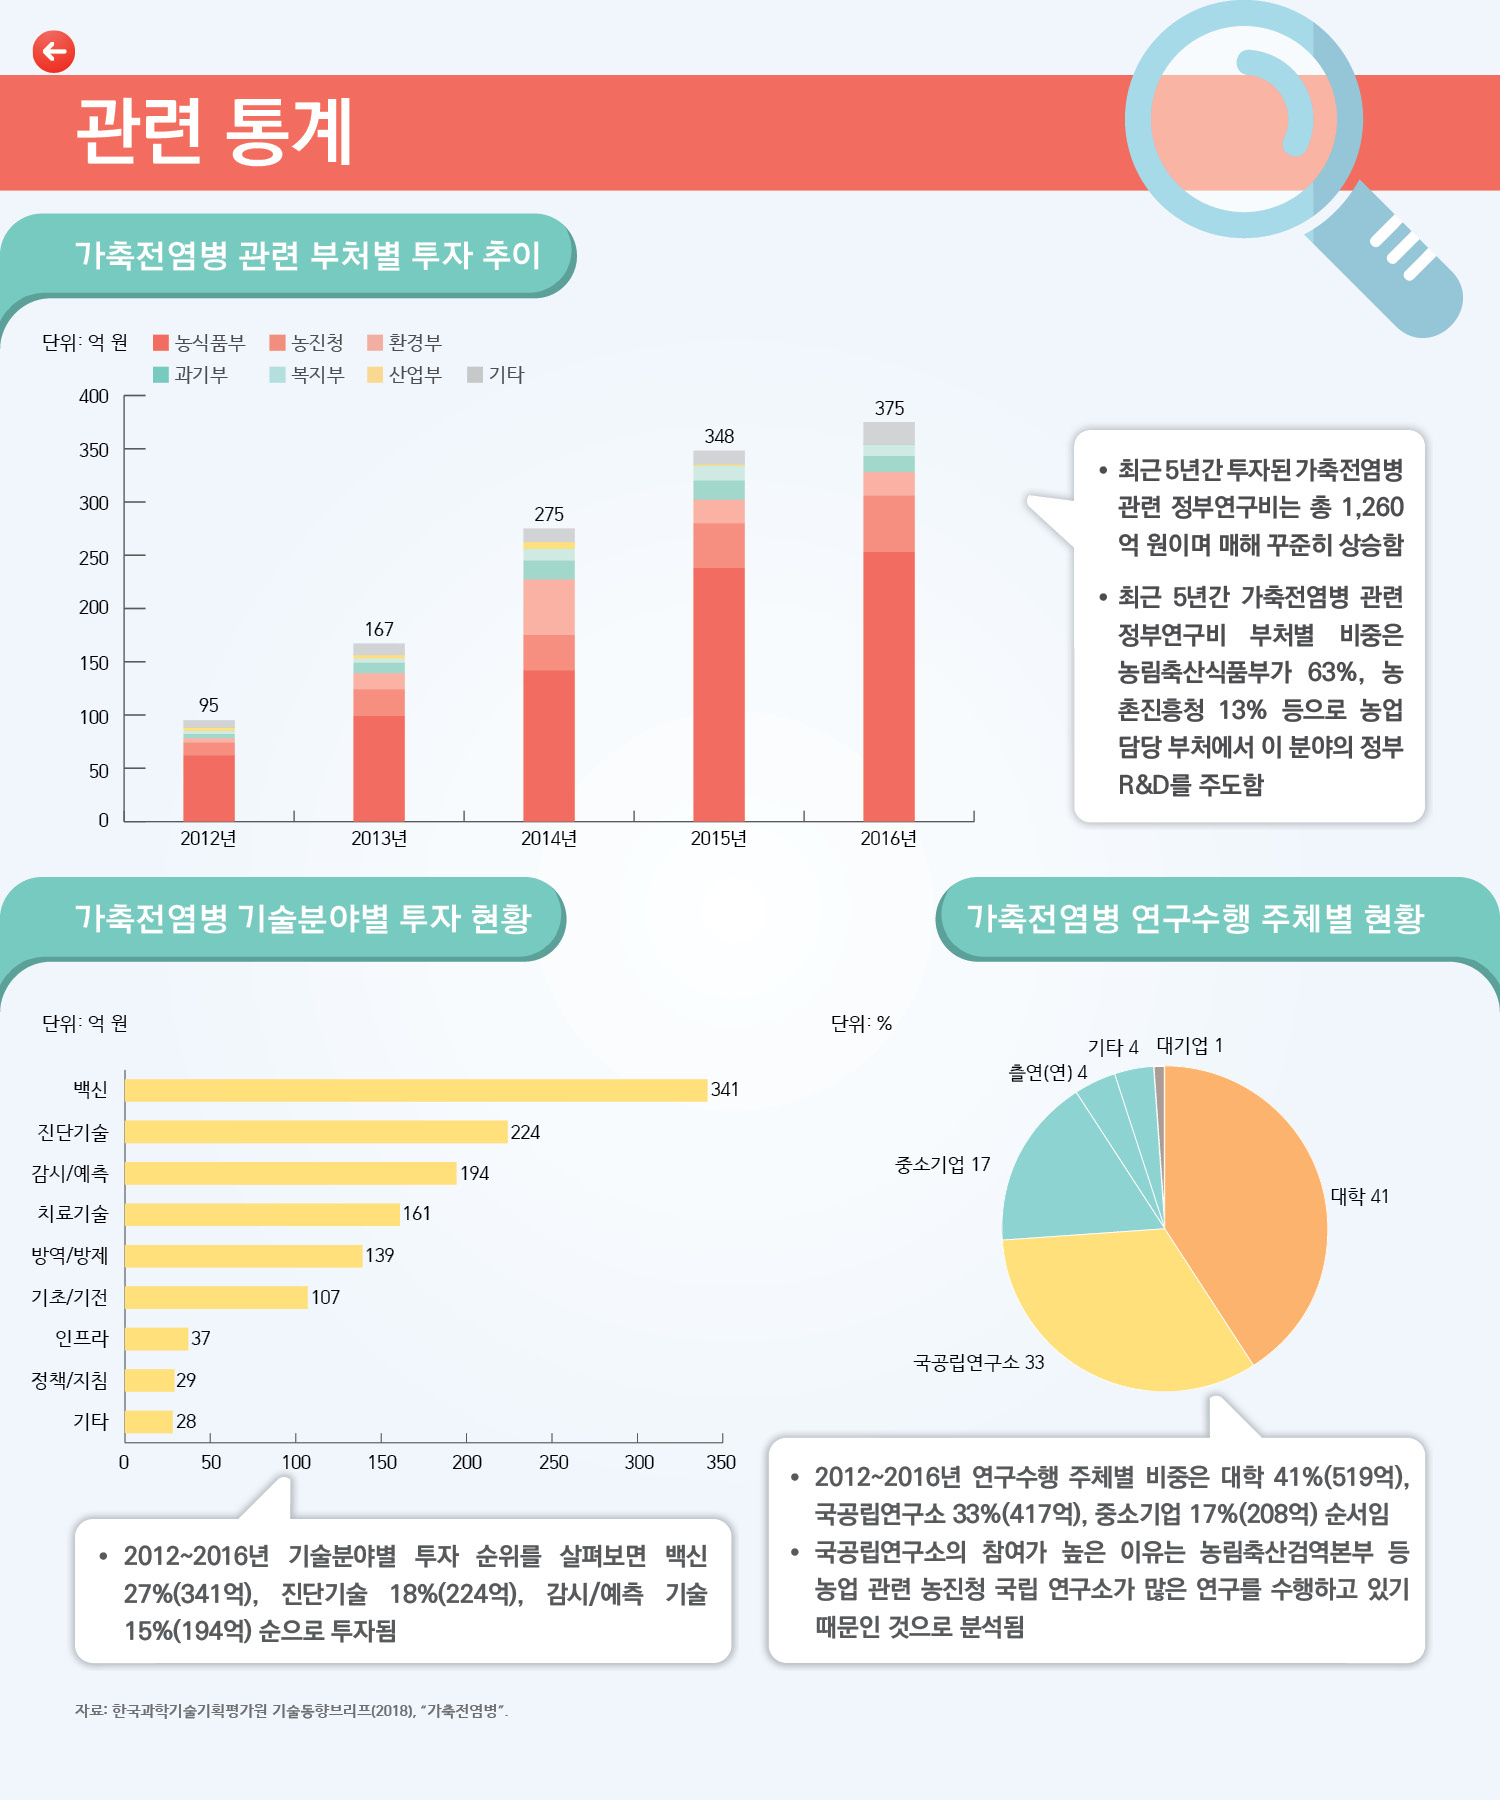 관련 통계
가축전염병 관련 부처별 투자 추이
단위: 억 원
농식품부 농진청 환경부
과기부 복지부 산업부 기타
400
350
300
250
200
150
100
50
0
95
167
275
348
375
2012년 2013년 2014년 2015년 2016년
• 최근 5년간 투자된 가축전염병
관련 정부연구비는 총 1,260
억 원이며 매해 꾸준히 상승함
• 최근 5년간 가축전염병 관련
정부연구비 부처별 비중은
농림축산식품부가 63%, 농
촌진흥청 13% 등으로 농업
담당 부처에서 이 분야의 정부
R&D를 주도함
가축전염병 기술분야별 투자 현황
단위: 억 원
백신 341
진단기술 224
감시/예측 194
치료기술 161
방역/방제 139
기초/기전 107
인프라 37
정책/지침 29
기타 28
0 50 100 150 200 250 300 350
• 2012~2016년 기술분야별 투자 순위를 살펴보면 백신
27%(341억), 진단기술 18%(224억), 감시/예측 기술
15%(194억) 순으로 투자됨
가축전염병 연구수행 주체별 현황
단위: %
기타 4 대기업 1
츨연(연) 4
중소기업 17
대학 41
국공립연구소 33
• 2012~2016년 연구수행 주체별 비중은 대학 41%(519억),
국공립연구소 33%(417억), 중소기업 17%(208억) 순서임
• 국공립연구소의 참여가 높은 이유는 농림축산검역본부 등
농업 관련 농진청 국립 연구소가 많은 연구를 수행하고 있기
때문인 것으로 분석됨
자료: 한국과학기술기획평가원 기술동향브리프(2018), “가축전염병”.